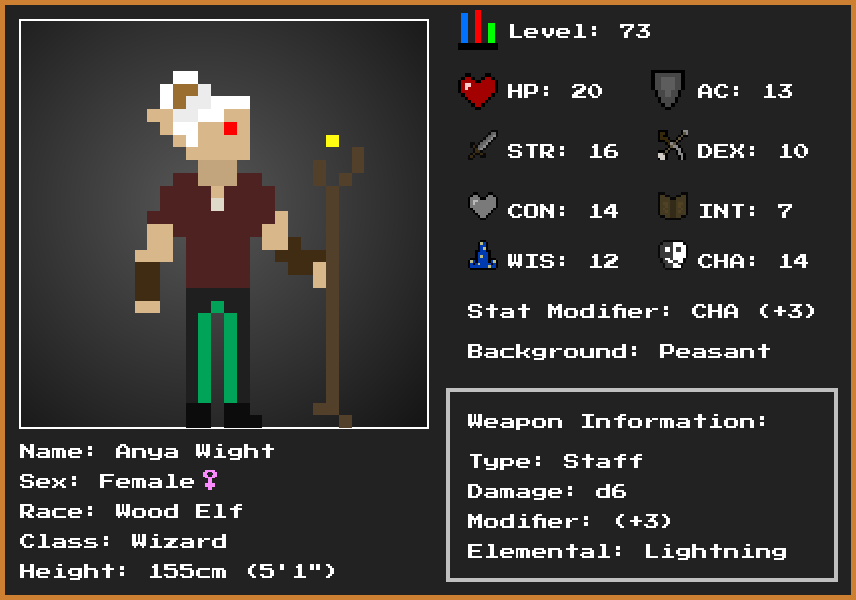 Level: 73
HP: 20
AC: 13
STR: 16
DEX: 10
CON: 14
INT: 7
WIS: 12
CHA: 14
Stat Modifier: CHA (+3)
Background: Peasant
Weapon Information:
Type: Staff
Damage: d6
Modifier: (+3)
Elemental: Lightning
Name: Anya Wight
Sex: Female♀
Race: Wood Elf
Class: Wizard
Height: 155cm (5'1")